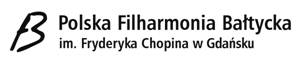 Polska Filharmonia Bałtycka
im. Fryderyka Chopina w Gdańsku